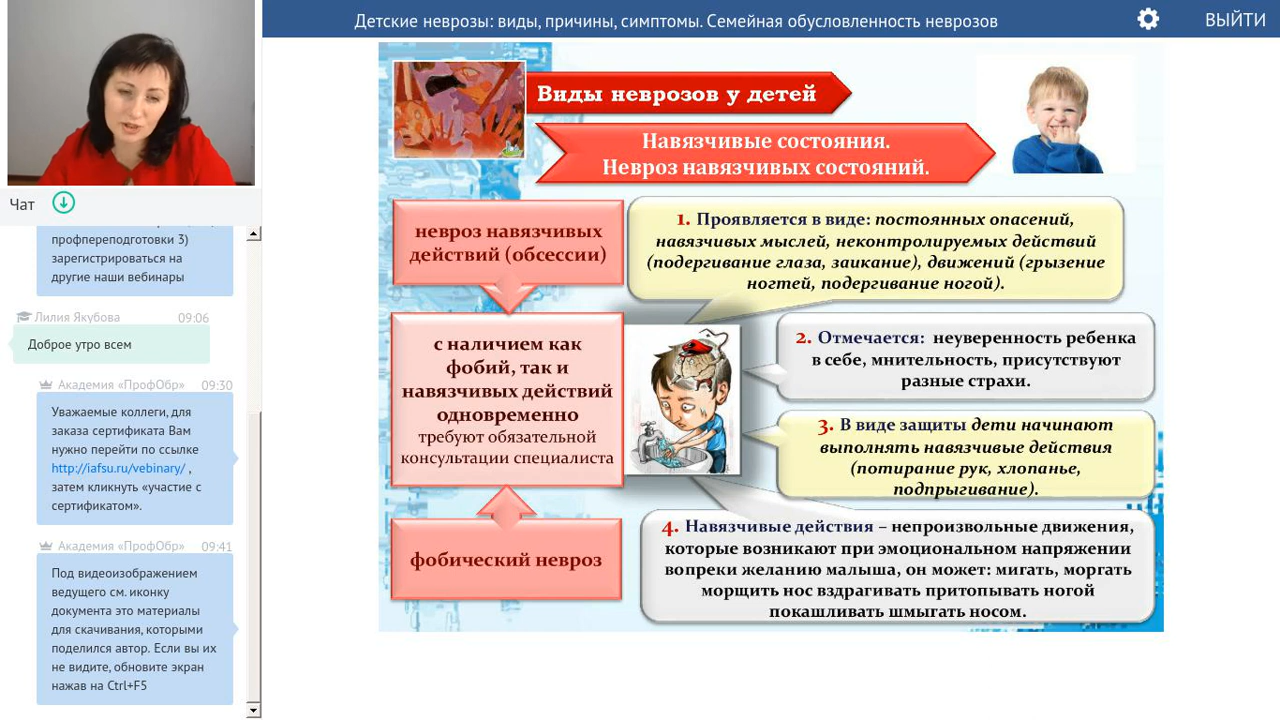 Детские неврозы: виды, причины, симптомы. Семейная обусловленность неврозов
ВЫЙТИ
Чат
профпереподготовки 3)
зарегистрироваться на
другие наши вебинары
Лилия Якубова 09:06
Доброе утро всем
Академия «ПрофОбр» 09:30
Уважаемые коллеги, для
заказа сертификата Вам
нужно перейти по ссылке
http://iafsu.ru/vebinary/ ,
затем кликнуть «участие с
сертификатом».
Академия «ПрофОбр» 09:41
Под видеоизображением
ведущего см. иконку
документа это материалы
для скачивания, которыми
поделился автор. Если вы их
не видите, обновите экран
нажав на Ctrl+F5
Виды неврозов у детей
Навязчивые состояния.
Невроз навязчивых состояний.
невроз навязчивых
действий (обсессии)
с наличием как
фобий, так и
навязчивых действий
одновременно
требуют обязательной
консультации специалиста
фобический невроз
1. Проявляется в виде: постоянных опасений,
навязчивых мыслей, неконтролируемых действий
(подергивание глаза, заикание), движений (грызение
ногтей, подергивание ногой).
2. Отмечается: неуверенность ребенка
в себе, мнительность, присутствуют
разные страхи.
3. В виде защиты дети начинают
выполнять навязчивые действия
(потирание рук, хлопанье,
подпрыгивание).
4. Навязчивые действия – непроизвольные движения,
которые возникают при эмоциональном напряжении
вопреки желанию малыша, он может: мигать, моргать
морщить нос вздрагивать притопывать ногой
покашливать шмыгать носом.